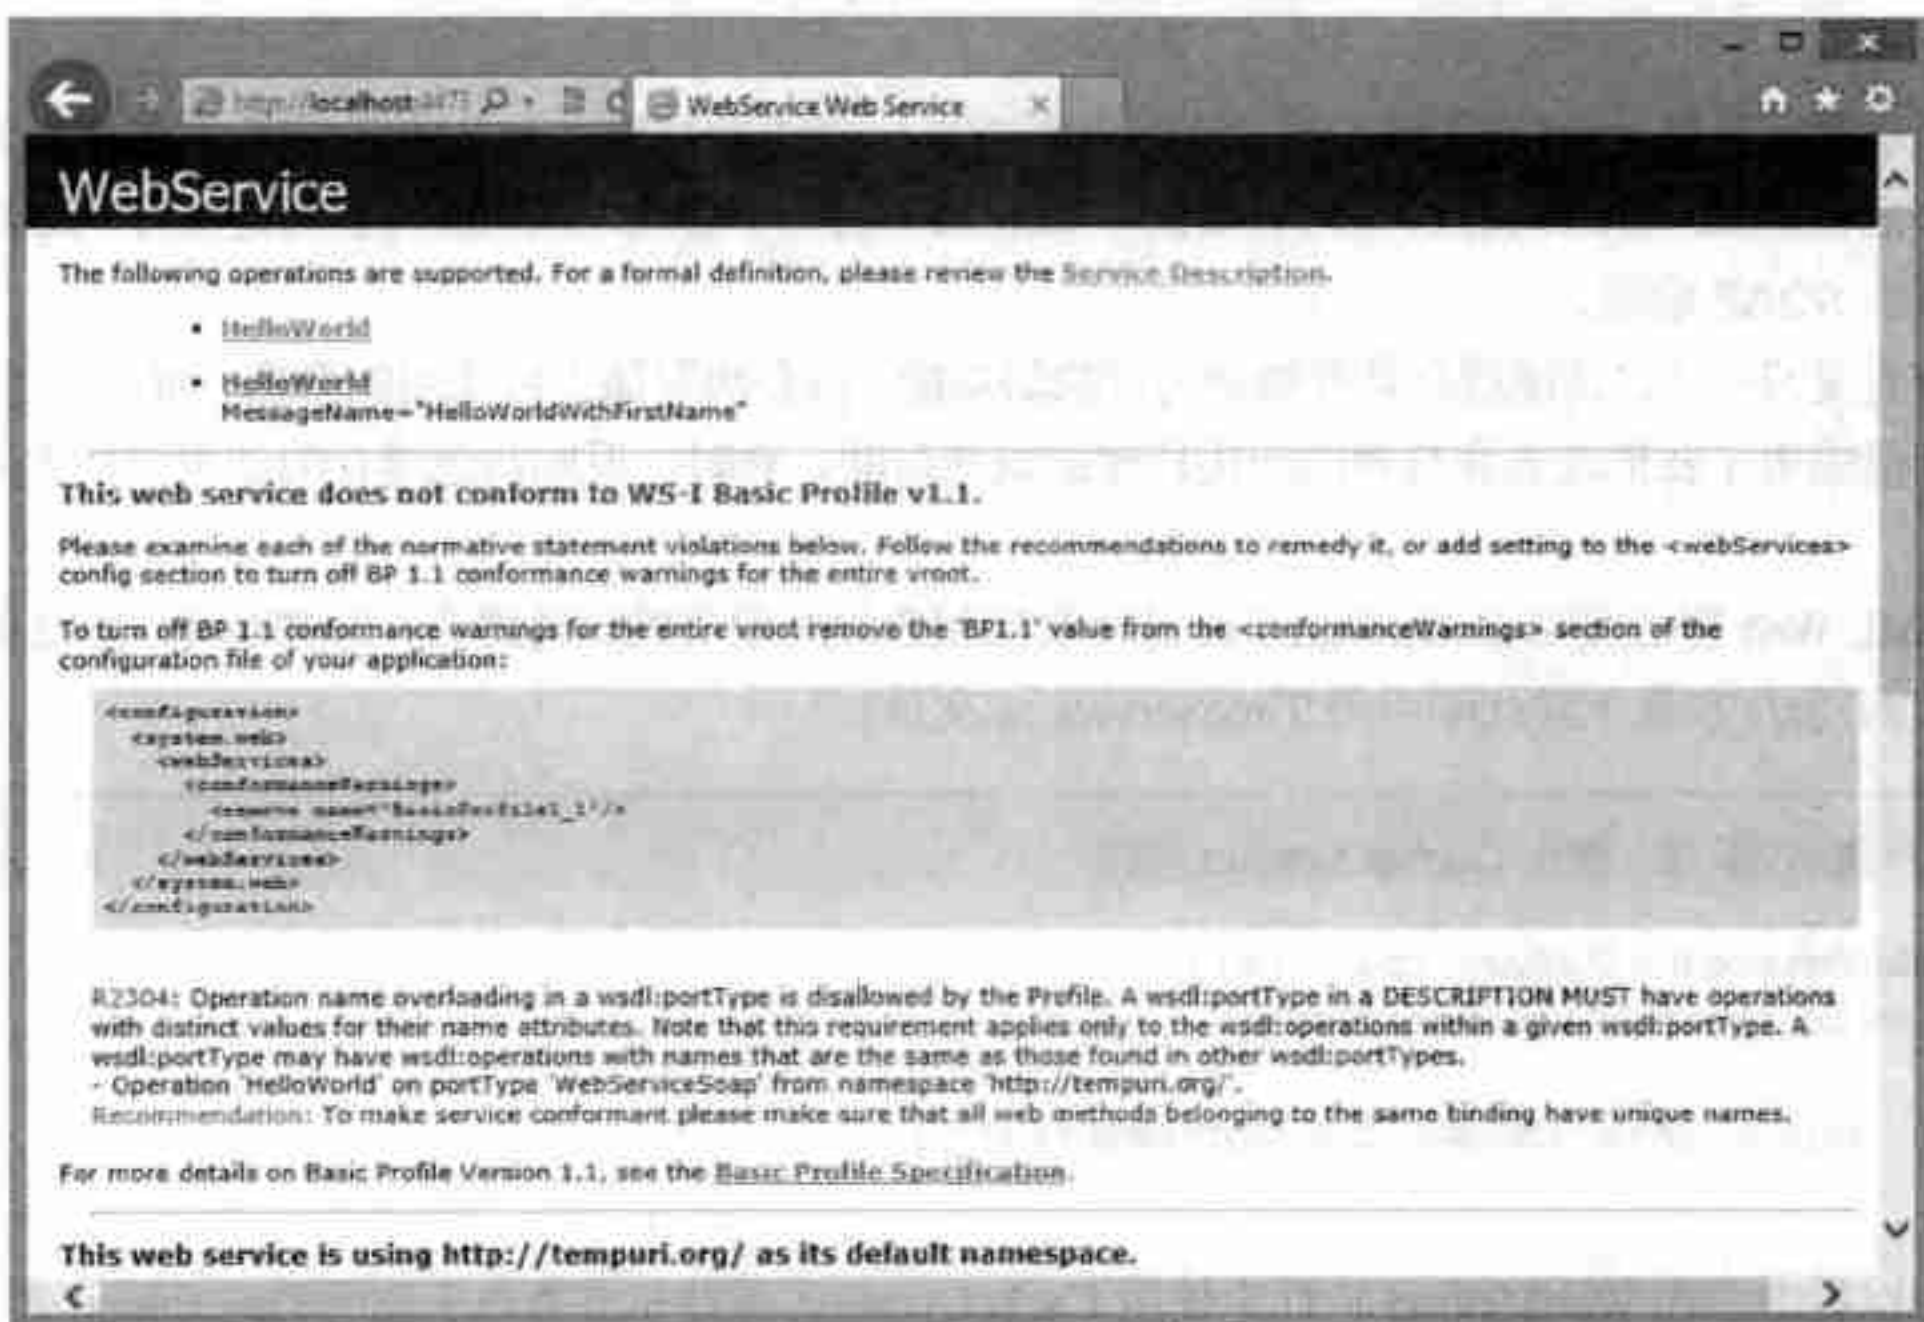 http://localhost
WebService Web Service
WebService
The following operations are supported. For a formal definition, please review the Service Description.
• HelloWorld
• HelloWorld
MessageName="HelloWorldWithFirstName"
This web service does not conform to WS-I Basic Profile v1.1.
Please examine each of the normative statement violations below. Follow the recommendations to remedy it, or add setting to the <webServices>
config section to turn off BP 1.1 conformance warnings for the entire vroot.
To turn off BP 1.1 conformance warnings for the entire vroot remove the 'BP1.1' value from the <conformanceWarnings> section of the
configuration file of your application:
<configuration>
<system.web>
<webServices>
<conformanceWarnings>
<remove name='BasicProfile1_1'/>
</conformanceWarnings>
</webServices>
</system.web>
</configuration>
R2304: Operation name overloading in a wsdl:portType is disallowed by the Profile. A wsdl:portType in a DESCRIPTION MUST have operations
with distinct values for their name attributes. Note that this requirement applies only to the wsdl:operations within a given wsdl:portType. A
wsdl:portType may have wsdl:operations with names that are the same as those found in other wsdl:portTypes.
- Operation 'HelloWorld' on portType 'WebServiceSoap' from namespace 'http://tempuri.org/'.
Recommendation: To make service conformant please make sure that all web methods belonging to the same binding have unique names.
For more details on Basic Profile Version 1.1, see the Basic Profile Specification.
This web service is using http://tempuri.org/ as its default namespace.